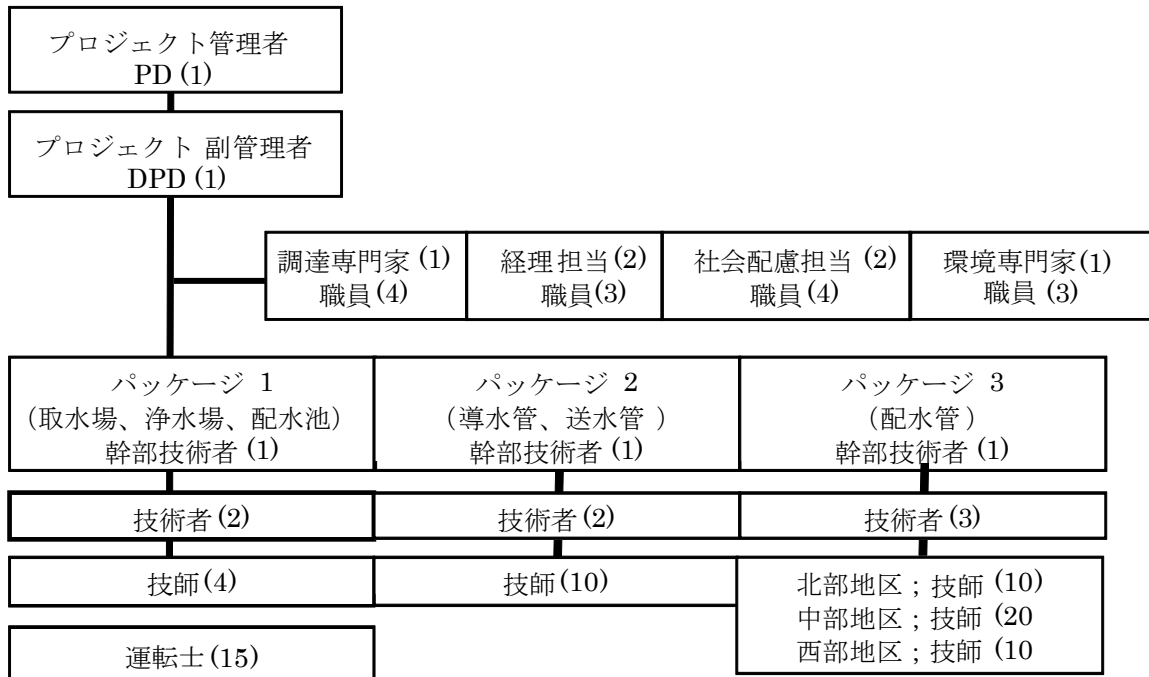 プロジェクト管理者
PD (1)
プロジェクト 副管理者
DPD (1)
調達専門家 (1)
職員 (4)
経理担当 (2)
職員(3)
社会配慮担当 (2)
職員 (4)
環境専門家(1)
職員 (3)
パッケージ 1
（取水場、浄水場、配水池）
幹部技術者 (1)
パッケージ 2
（導水管、送水管 ）
幹部技術者 (1)
パッケージ 3
（配水管 ）
幹部技術者 (1)
技術者 (2)
技術者 (2)
技術者 (3)
技師 (4)
技師 (10)
北部地区 ; 技師 (10)
中部地区 ; 技師 (20
西部地区 ; 技師 (10
運転士 (15)